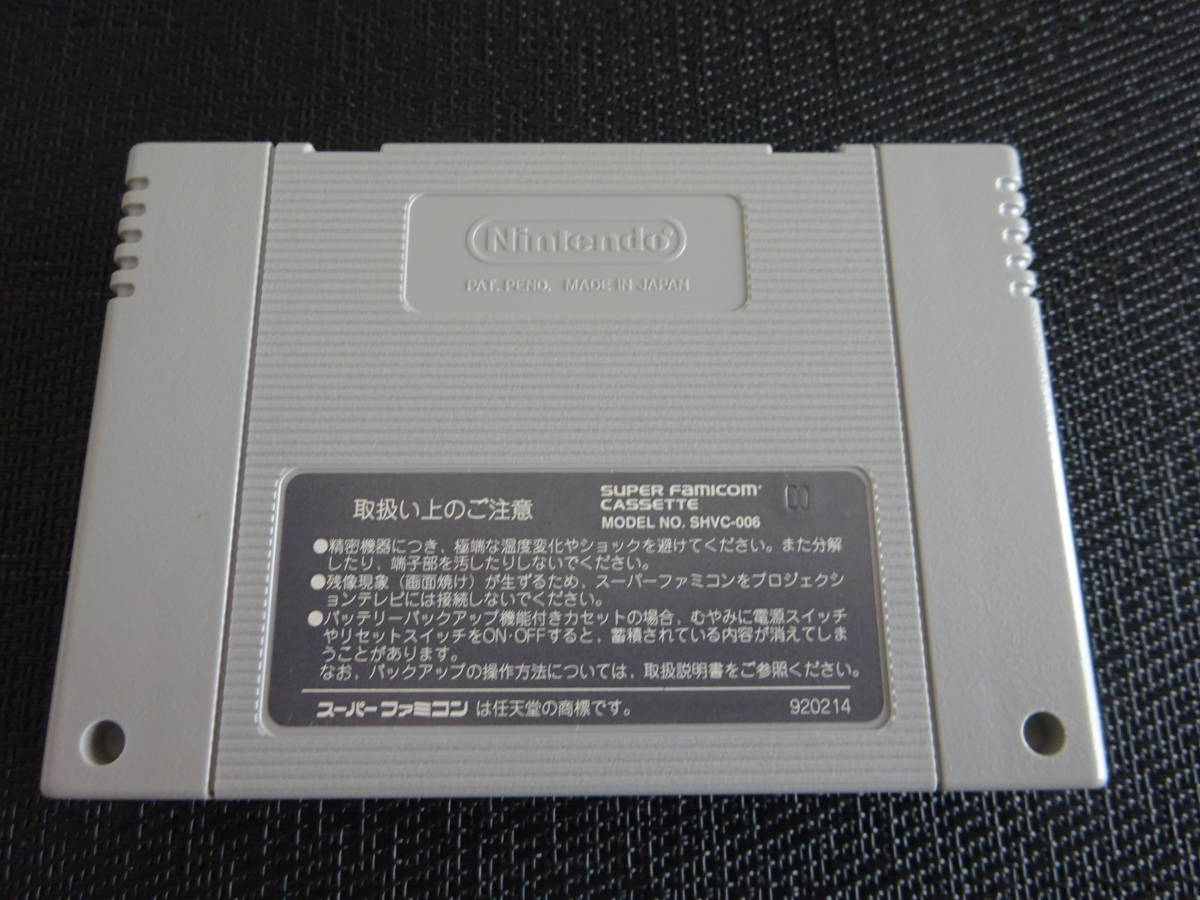 Nintendo®
PAT. PEND. MADE IN JAPAN
取扱い上のご注意
SUPER FAMICOM®
CASSETTE
MODEL NO. SHVC-006
●精密機器につき、極端な温度変化やショックを避けてください。また分解
したり、端子部を汚したりしないでください。
●残像現象（画面焼け）が生ずるため、スーパーファミコンをプロジェクシ
ョンテレビには接続しないでください。
●バッテリーバックアップ機能付きカセットの場合、むやみに電源スイッチ
やリセットスイッチをON・OFFすると、蓄積されている内容が消えてしま
うことがあります。
なお、バックアップの操作方法については、取扱説明書をご参照ください。
スーパーファミコン は任天堂の商標です。
920214